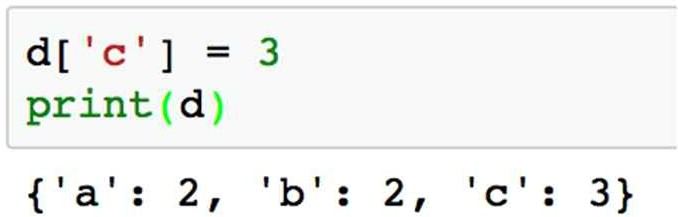 d['c'] = 3
print(d)
{'a': 2, 'b': 2, 'c': 3}